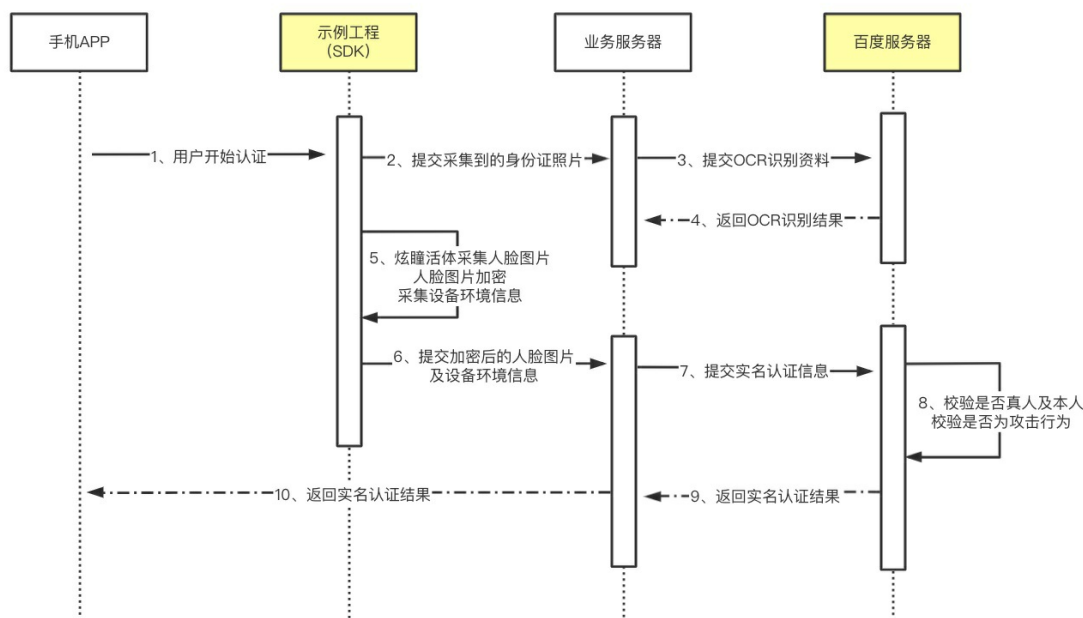 手机APP
示例工程
（SDK）
业务服务器
百度服务器
1、用户开始认证
2、提交采集到的身份证照片
3、提交OCR识别资料
4、返回OCR识别结果
5、炫瞳活体采集人脸图片
人脸图片加密
采集设备环境信息
6、提交加密后的人脸图片
及设备环境信息
7、提交实名认证信息
8、校验是否真人及本人
校验是否为攻击行为
10、返回实名认证结果
9、返回实名认证结果